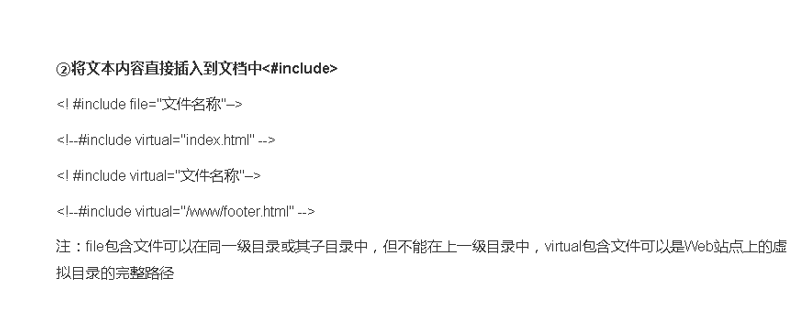 ②将文本内容直接插入到文档中<#include>
<! #include file="文件名称"–>
<!--#include virtual="index.html" -->
<! #include virtual="文件名称"–>
<!--#include virtual="/www/footer.html" -->
注：file包含文件可以在同一级目录或其子目录中，但不能在上一级目录中，virtual包含文件可以是Web站点上的虚
拟目录的完整路径